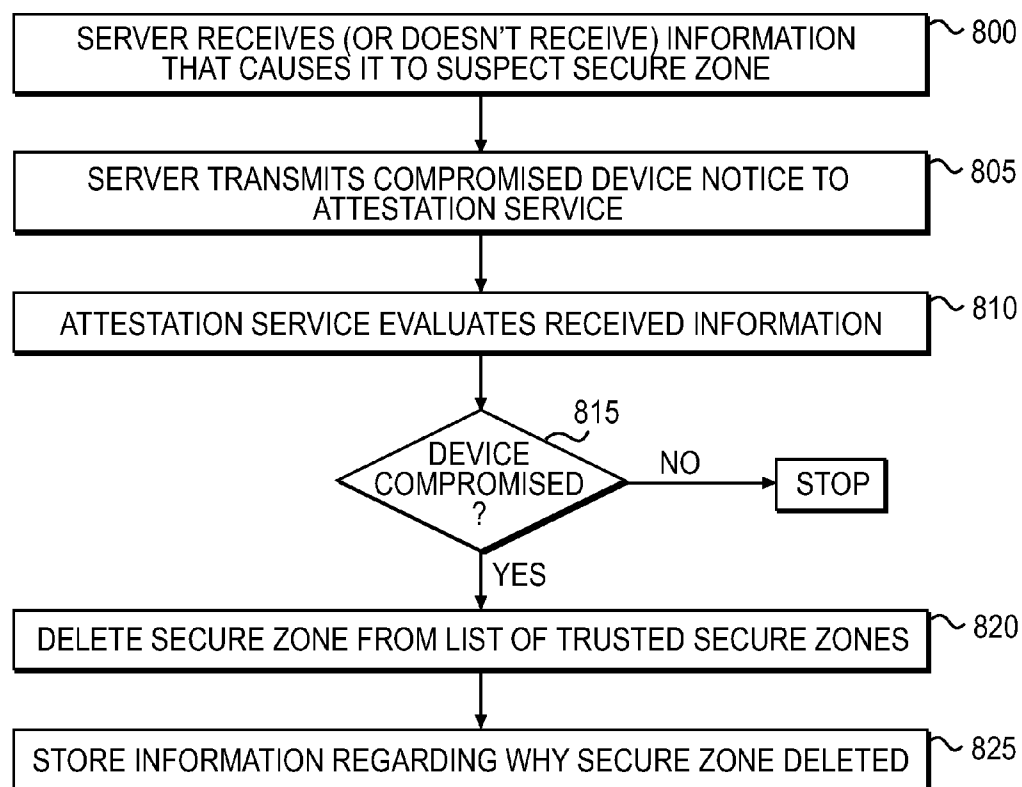 SERVER RECEIVES (OR DOESN'T RECEIVE) INFORMATION
THAT CAUSES IT TO SUSPECT SECURE ZONE
800
SERVER TRANSMITS COMPROMISED DEVICE NOTICE TO
ATTESTATION SERVICE
805
ATTESTATION SERVICE EVALUATES RECEIVED INFORMATION
810
815
DEVICE
COMPROMISED
?
NO
STOP
YES
DELETE SECURE ZONE FROM LIST OF TRUSTED SECURE ZONES
820
STORE INFORMATION REGARDING WHY SECURE ZONE DELETED
825